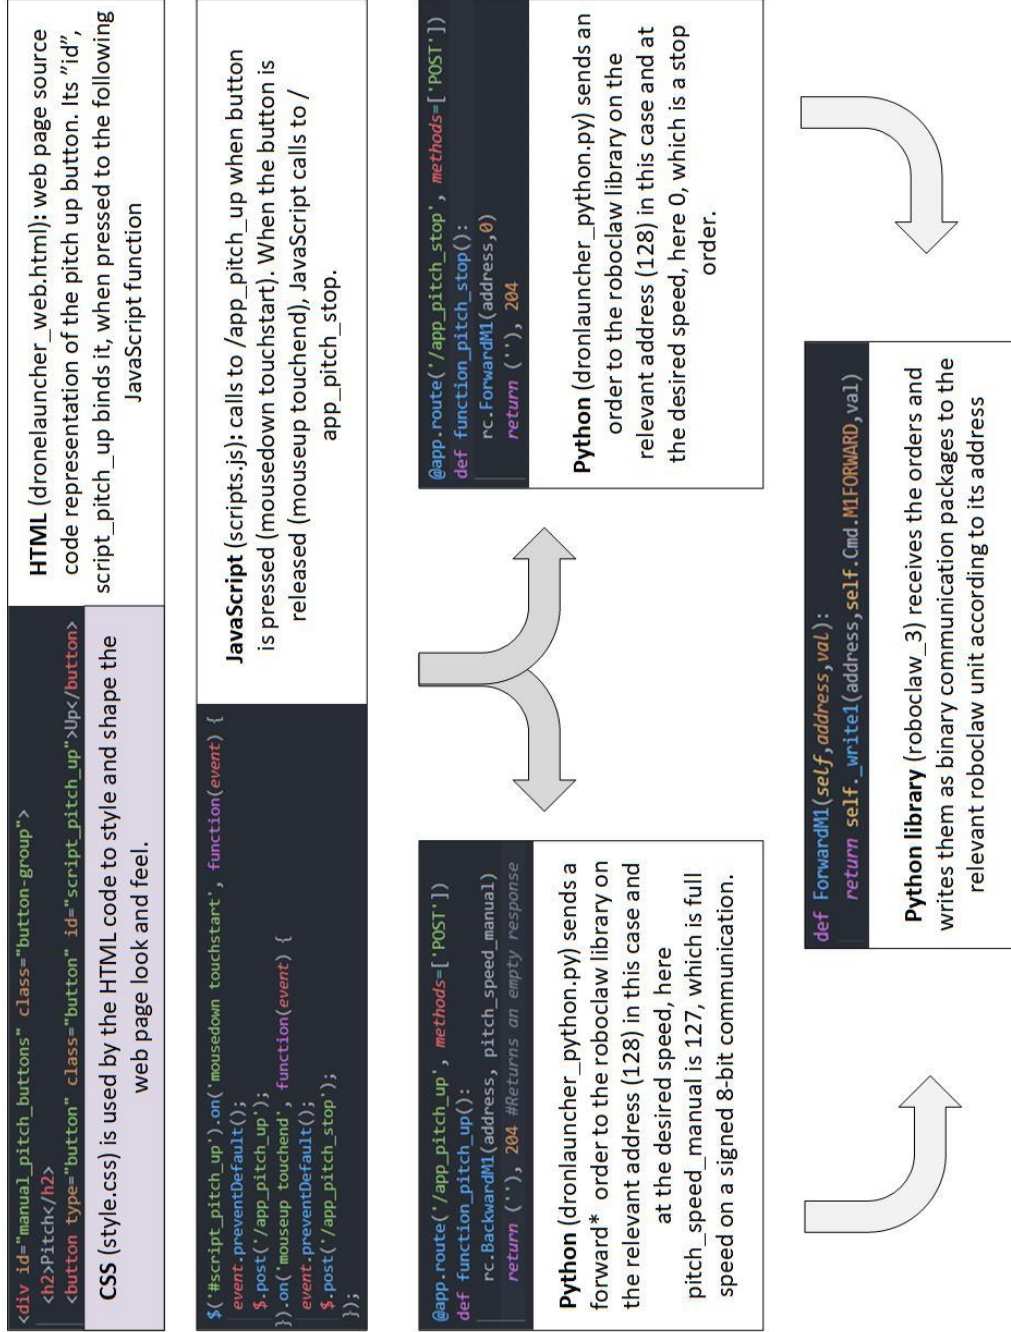 <div id="manual_pitch_buttons" class="button-group">
<h2>Pitch</h2>
<button type="button" class="button" id="script_pitch_up">Up</button>
CSS (style.css) is used by the HTML code to style and shape the
web page look and feel.
HTML (dronelauncher_web.html): web page source
code representation of the pitch up button. Its ”id”,
script_pitch_up binds it, when pressed to the following
JavaScript function
$('#script_pitch_up').on('mousedown touchstart', function(event) {
event.preventDefault();
$.post('/app_pitch_up');
}).on('mouseup touchend', function(event) {
event.preventDefault();
$.post('/app_pitch_stop');
});
JavaScript (scripts.js): calls to /app_pitch_up when button
is pressed (mousedown touchstart). When the button is
released (mouseup touchend), JavaScript calls to /
app_pitch_stop.
@app.route('/app_pitch_up', methods=['POST'])
def function_pitch_up():
rc.BackwardM1(address, pitch_speed_manual)
return (''), 204 #Returns an empty response
Python (dronlauncher_python.py) sends a
forward* order to the roboclaw library on
the relevant address (128) in this case and
at the desired speed, here
pitch_speed_manual is 127, which is full
speed on a signed 8-bit communication.
@app.route('/app_pitch_stop', methods=['POST'])
def function_pitch_stop():
rc.ForwardM1(address,0)
return (''), 204
Python (dronlauncher_python.py) sends an
order to the roboclaw library on the
relevant address (128) in this case and at
the desired speed, here 0, which is a stop
order.
def ForwardM1(self,address,val):
return self._write1(address,self.Cmd.M1FORWARD,val)
Python library (roboclaw_3) receives the orders and
writes them as binary communication packages to the
relevant roboclaw unit according to its address